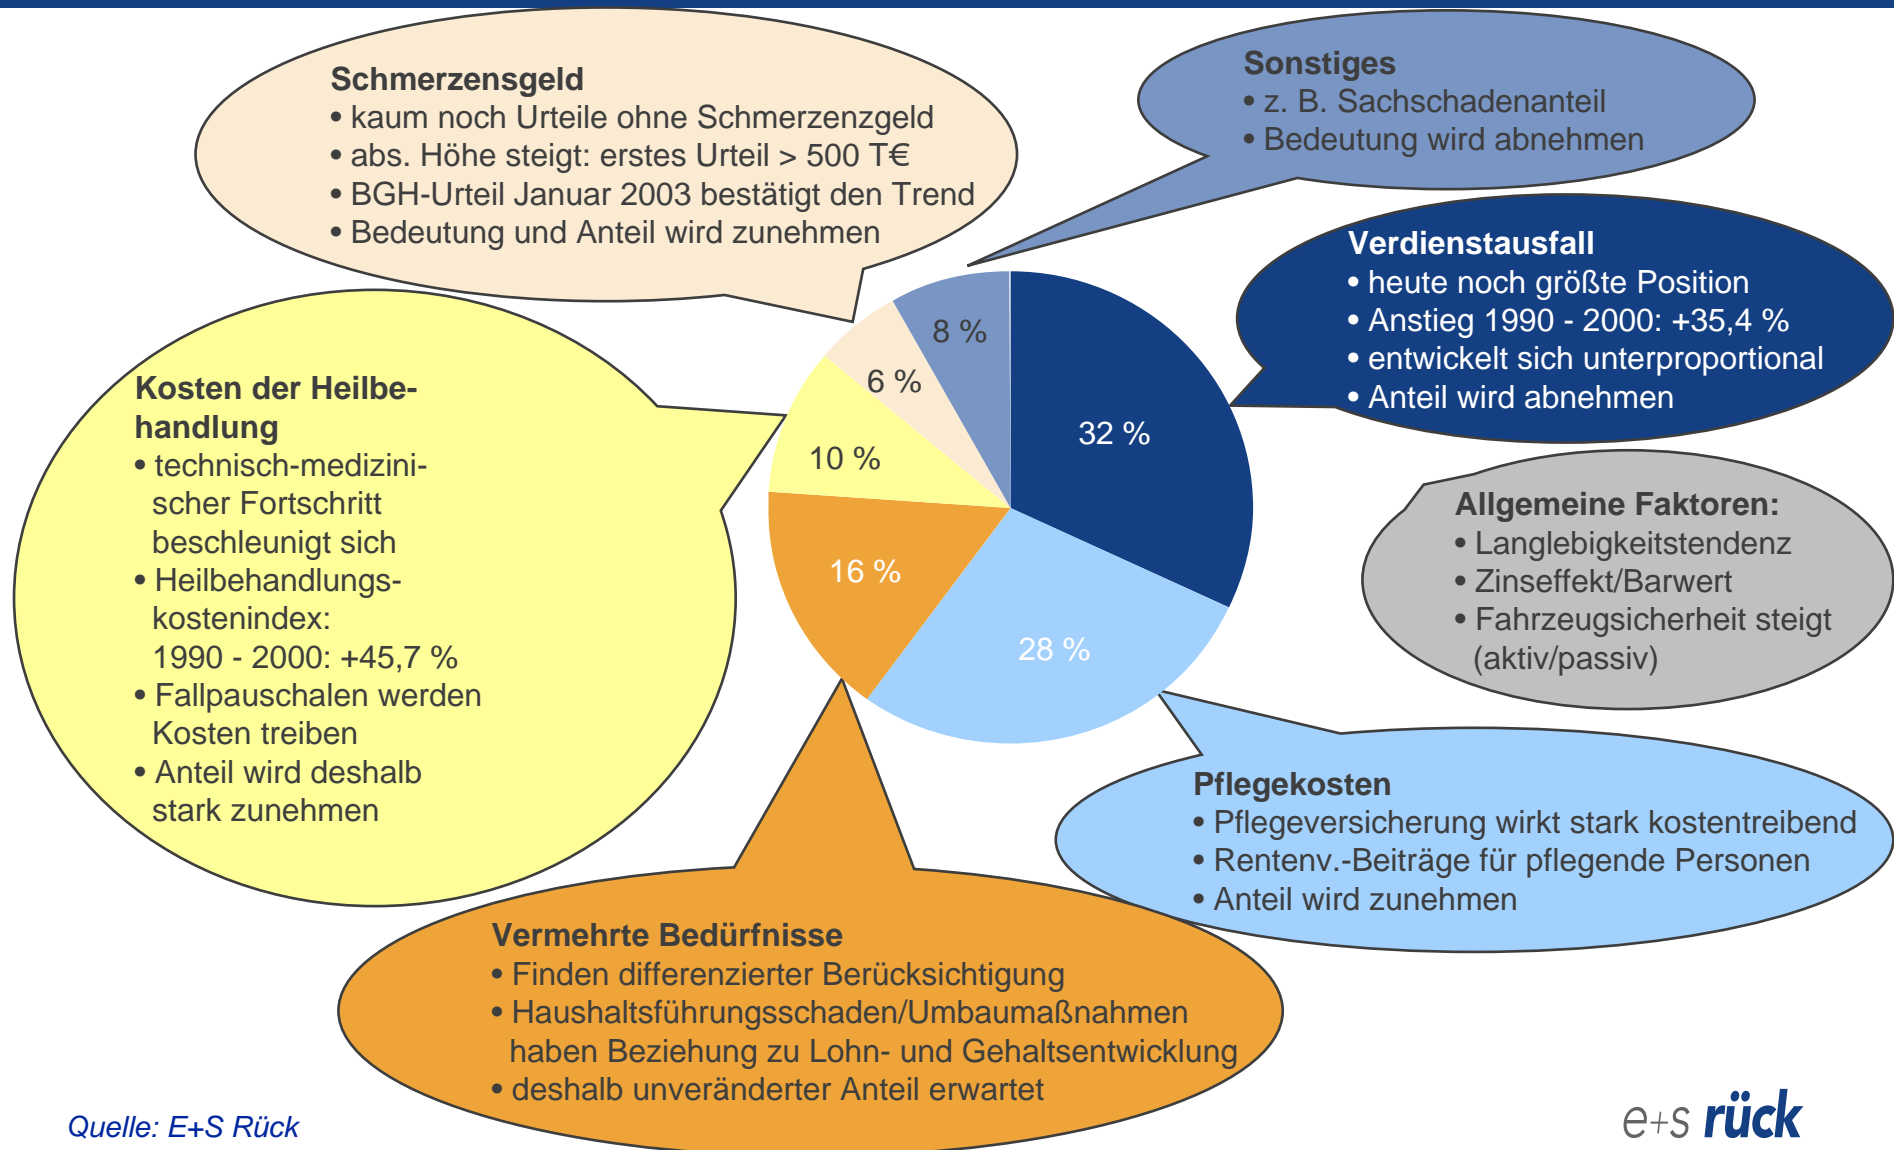 Schmerzensgeld
• kaum noch Urteile ohne Schmerzenzgeld
• abs. Höhe steigt: erstes Urteil > 500 T€
• BGH-Urteil Januar 2003 bestätigt den Trend
• Bedeutung und Anteil wird zunehmen
Sonstiges
• z. B. Sachschadenanteil
• Bedeutung wird abnehmen
Verdienstausfall
• heute noch größte Position
• Anstieg 1990 - 2000: +35,4 %
• entwickelt sich unterproportional
• Anteil wird abnehmen
8 %
6 %
32 %
10 %
16 %
28 %
Kosten der Heilbe-
handlung
• technisch-medizini-
scher Fortschritt
beschleunigt sich
• Heilbehandlungs-
kostenindex:
1990 - 2000: +45,7 %
• Fallpauschalen werden
Kosten treiben
• Anteil wird deshalb
stark zunehmen
Allgemeine Faktoren:
• Langlebigkeitstendenz
• Zinseffekt/Barwert
• Fahrzeugsicherheit steigt
(aktiv/passiv)
Pflegekosten
• Pflegeversicherung wirkt stark kostentreibend
• Rentenv.-Beiträge für pflegende Personen
• Anteil wird zunehmen
Vermehrte Bedürfnisse
• Finden differenzierter Berücksichtigung
• Haushaltsführungsschaden/Umbaumaßnahmen
haben Beziehung zu Lohn- und Gehaltsentwicklung
• deshalb unveränderter Anteil erwartet
Quelle: E+S Rück
e+s rück